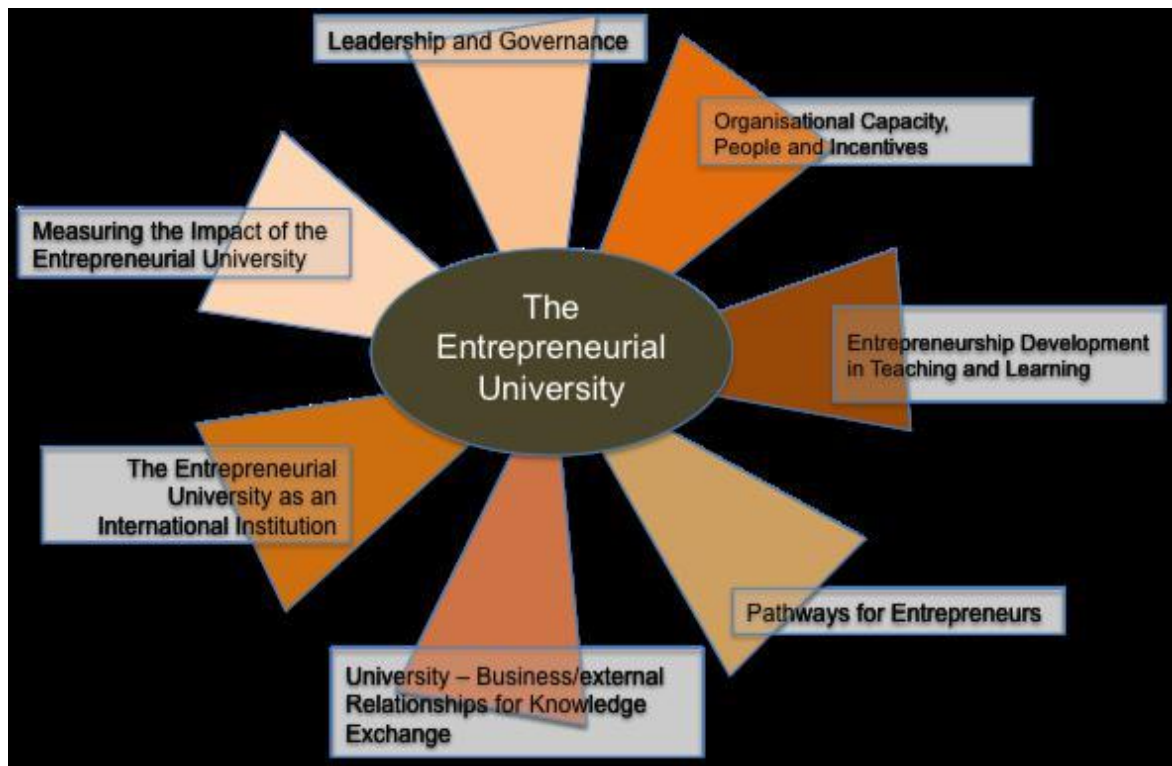 Leadership and Governance
Organisational Capacity,
People and Incentives
Measuring the Impact of the
Entrepreneurial University
The
Entrepreneurial
University
Entrepreneurship Development
in Teaching and Learning
The Entrepreneurial
University as an
International Institution
Pathways for Entrepreneurs
University – Business/external
Relationships for Knowledge
Exchange